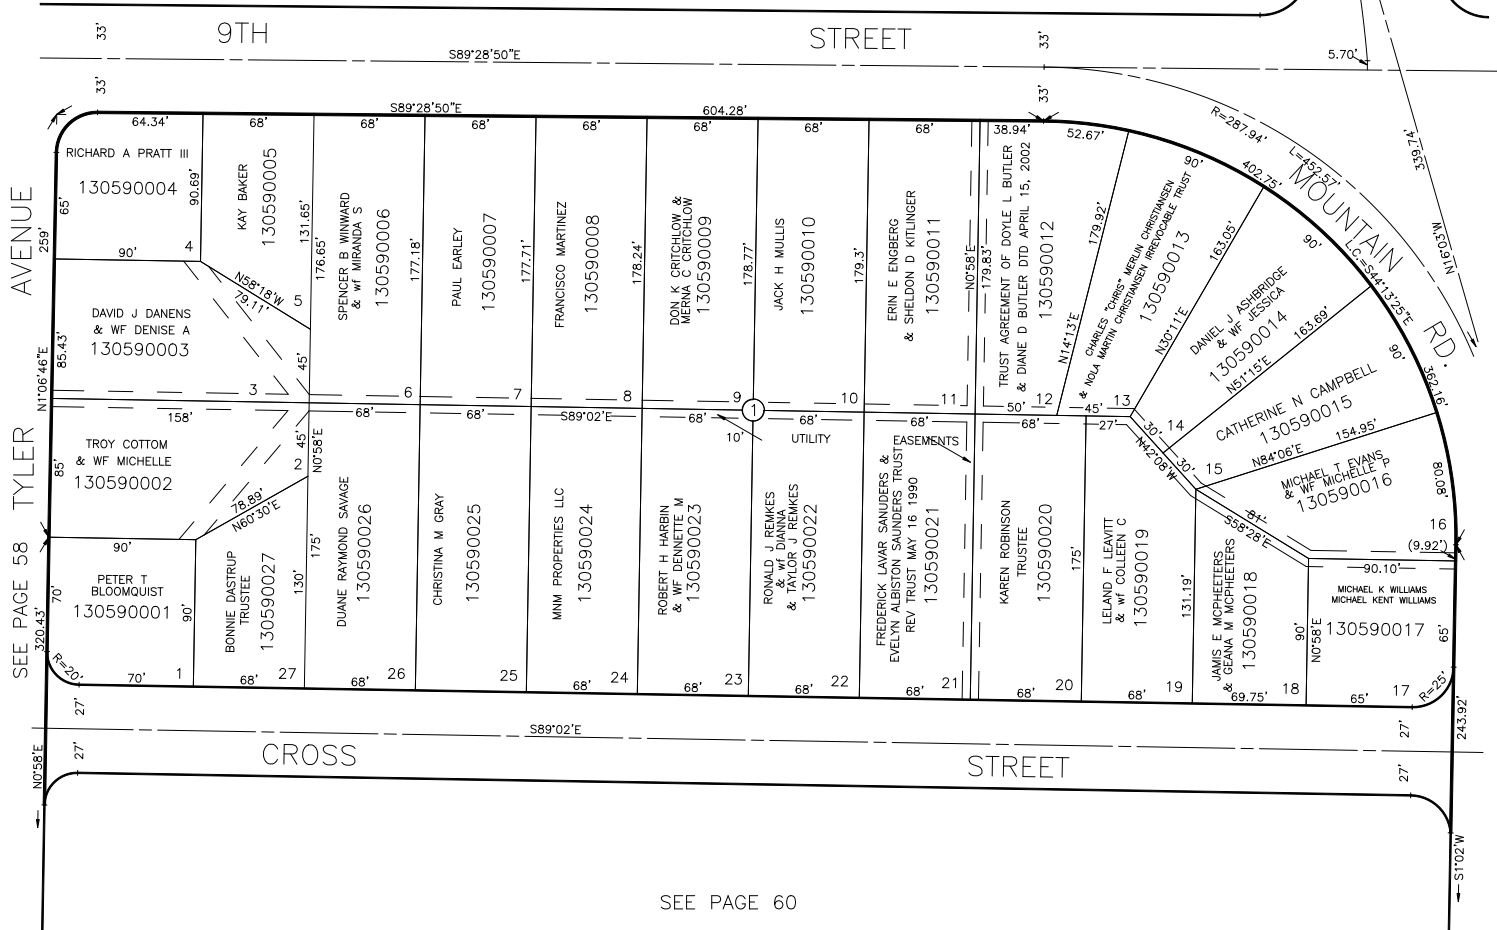 9TH STREET
33'
33'
33'
33'
S89°28'50"E
5.70'
S89°28'50"E
604.28'
R=287.94'
L=452.57'
402.75'
339.74'
N16°03'W
L.C.=S44°13'25"E
MOUNTAIN RD.
362.16'
64.34'
68'
68'
68'
68'
68'
68'
68'
38.94'
52.67'
90'
90'
90'
80.08'
AVENUE
TYLER
SEE PAGE 58
259'
N1°06'46"E
320.43'
N0°58'E
RICHARD A PRATT III
130590004
65'
90.69'
90'
4
KAY BAKER
130590005
131.65'
N58°18'W
79.11'
5
45'
SPENCER B WINWARD
& wf MIRANDA S
130590006
176.65'
177.18'
6
PAUL EARLEY
130590007
177.71'
7
FRANCISCO MARTINEZ
130590008
178.24'
8
DON K CRITCHLOW &
MERNA C CRITCHLOW
130590009
178.77'
9
JACK H MULLIS
130590010
179.3'
10
ERIN E ENGBERG
& SHELDON D KITLINGER
130590011
N0°58'E
179.83'
11
TRUST AGREEMENT OF DOYLE L BUTLER
& DIANE D BUTLER DTD APRIL 15, 2002
130590012
N14°13'E
179.92'
50'
12
CHARLES "CHRIS" MERLIN CHRISTIANSEN
& NOLA MARTIN CHRISTIANSEN IRREVOCABLE TRUST
130590013
N30°11'E
163.05'
45'
13
DANIEL J ASHBRIDGE
& WF JESSICA
130590014
N51°15'E
163.69'
30'
14
CATHERINE N CAMPBELL
130590015
N84°06'E
154.95'
30'
15
MICHAEL T EVANS
& WF MICHELLE P
130590016
16
(9.92')
81'
S58°28'E
N42°08'W
27'
90.10'
DAVID J DANENS
& WF DENISE A
130590003
85.43'
3
158'
TROY COTTOM
& WF MICHELLE
130590002
85'
45'
2
N0°58'E
78.89'
N60°30'E
68'
68'
S89°02'E
68'
1
10'
68'
UTILITY
68'
EASEMENTS
68'
90'
PETER T
BLOOMQUIST
130590001
70'
90'
R=20'
70'
1
BONNIE DASTRUP
TRUSTEE
130590027
130'
175'
68'
27
DUANE RAYMOND SAVAGE
130590026
68'
26
CHRISTINA M GRAY
130590025
68'
25
MNM PROPERTIES LLC
130590024
68'
24
ROBERT H HARBIN
& WF DENNETTE M
130590023
68'
23
RONALD J REMKES
& wf DIANNA
& TAYLOR J REMKES
130590022
68'
22
FREDERICK LAVAR SANUDERS &
EVELYN ALBISTON SAUNDERS TRUST
REV TRUST MAY 16 1990
130590021
68'
21
KAREN ROBINSON
TRUSTEE
130590020
175'
68'
20
LELAND F LEAVITT
& wf COLLEEN C
130590019
131.19'
68'
19
JAMIS E MCPHEETERS
& GEANA M MCPHEETERS
130590018
90'
N0°58'E
69.75'
18
MICHAEL K WILLIAMS
MICHAEL KENT WILLIAMS
130590017
65'
65'
17
R=25'
27'
27'
S89°02'E
27'
27'
243.92'
S1°02'W
CROSS STREET
SEE PAGE 60